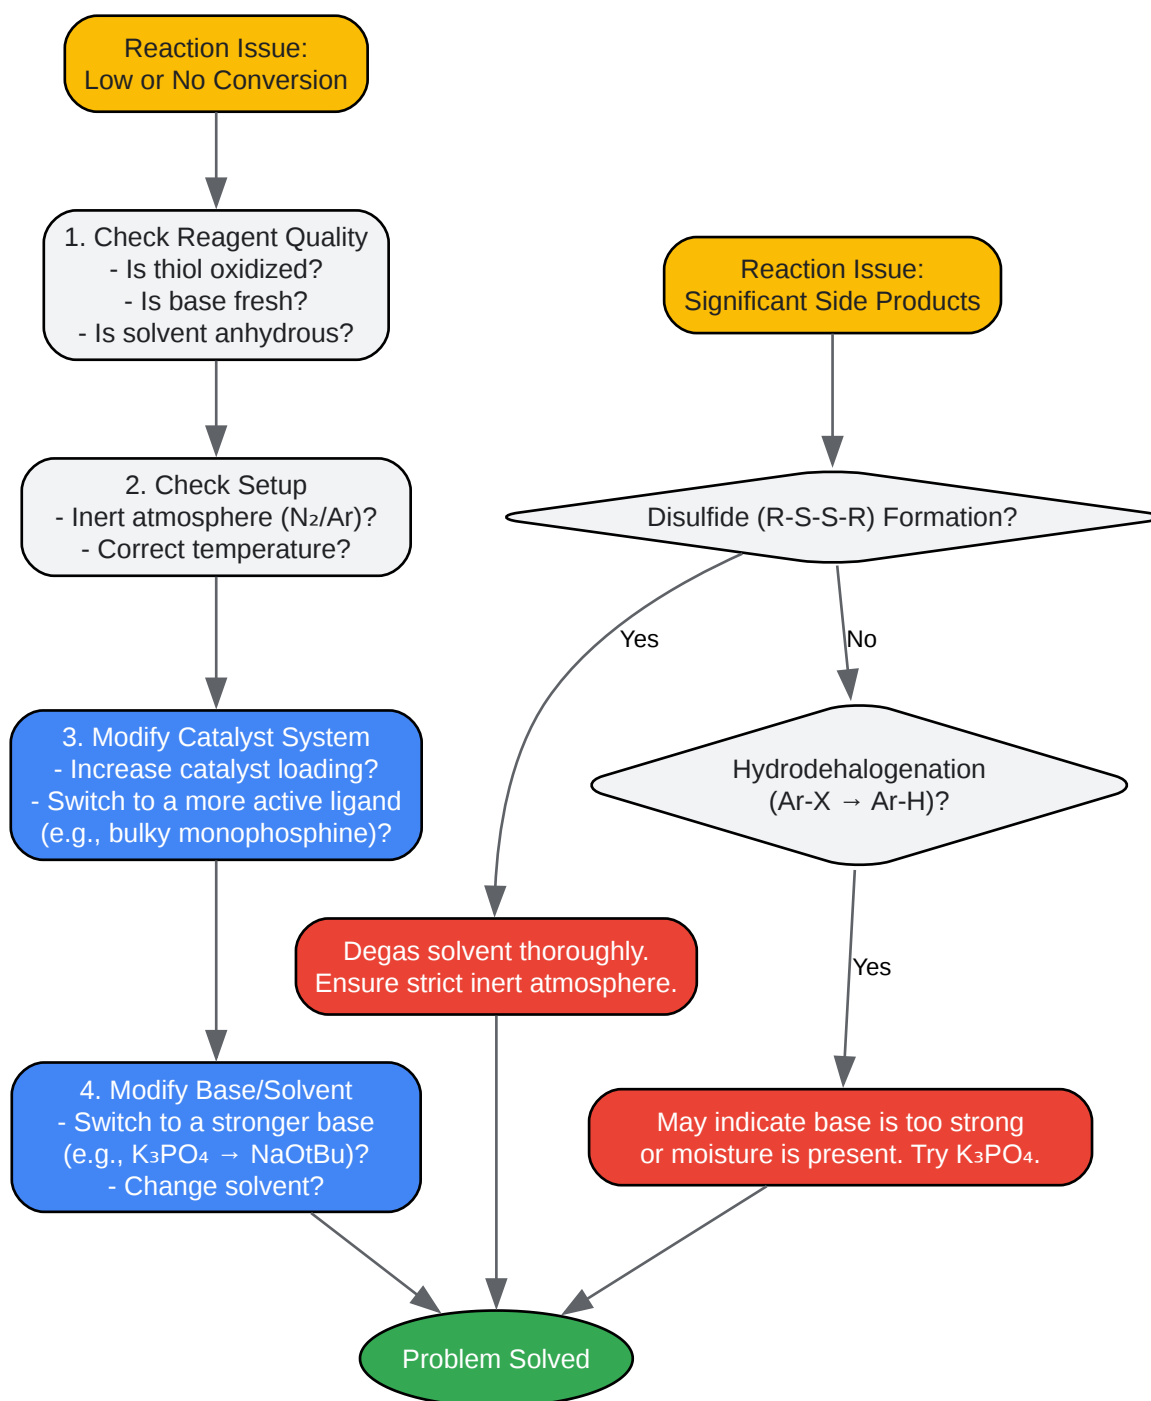 Reaction Issue:
Low or No Conversion
1. Check Reagent Quality
- Is thiol oxidized?
- Is base fresh?
- Is solvent anhydrous?
2. Check Setup
- Inert atmosphere (N₂/Ar)?
- Correct temperature?
3. Modify Catalyst System
- Increase catalyst loading?
- Switch to a more active ligand
(e.g., bulky monophosphine)?
4. Modify Base/Solvent
- Switch to a stronger base
(e.g., K₃PO₄ → NaOtBu)?
- Change solvent?
Reaction Issue:
Significant Side Products
Disulfide (R-S-S-R) Formation?
Yes
No
Hydrodehalogenation
(Ar-X → Ar-H)?
Degas solvent thoroughly.
Ensure strict inert atmosphere.
Yes
May indicate base is too strong
or moisture is present. Try K₃PO₄.
Problem Solved